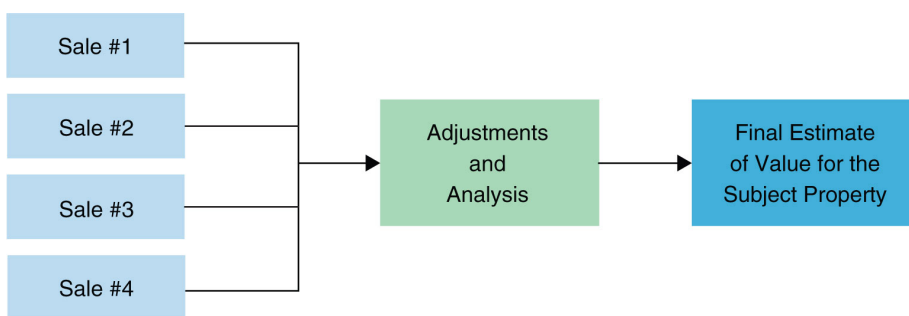 Sale #1
Sale #2
Sale #3
Sale #4
Adjustments
and
Analysis
Final Estimate
of Value for the
Subject Property